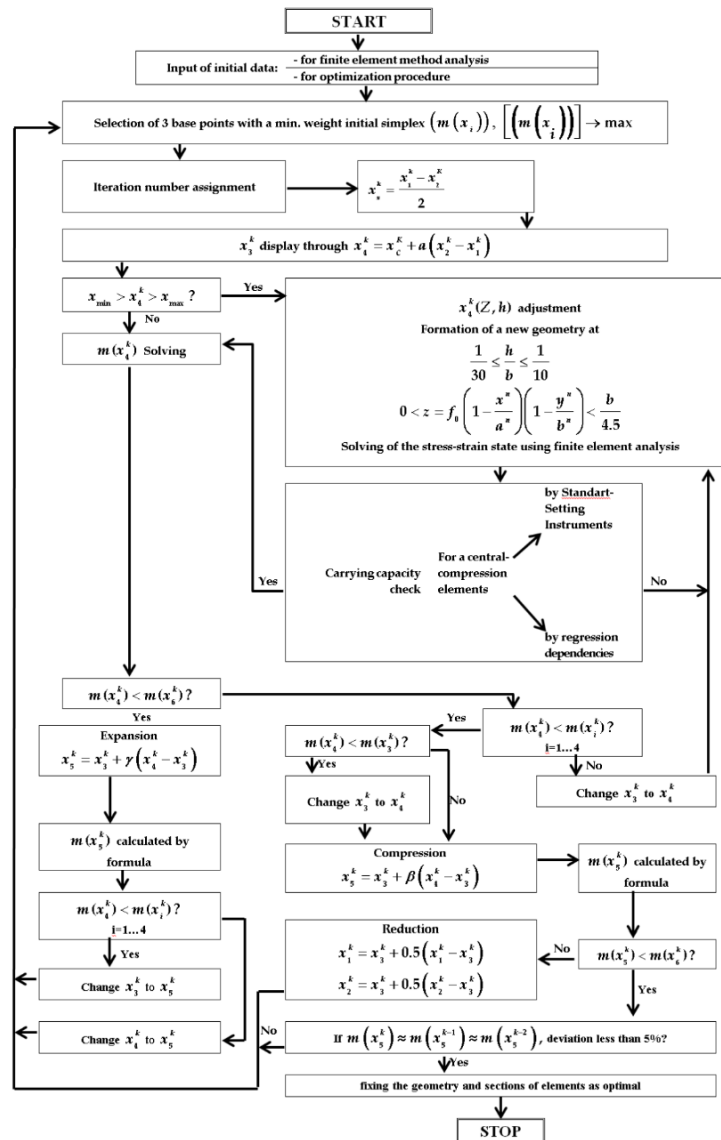 START
Input of initial data:
- for finite element method analysis
- for optimization procedure
Selection of 3 base points with a min. weight initial simplex (m(x_i)), [(m(x_i))] → max
Iteration number assignment
x_*^k = (x_1^k − x_2^K) / 2
x_3^k display through x_4^k = x_C^K + a(x_2^k − x_1^k)
x_min > x_4^k > x_max ?
Yes
No
m(x_4^k) Solving
x_4^k(Z, h) adjustment
Formation of a new geometry at
1/30 ≤ h/b ≤ 1/10
0 < z = f_0 (1 − x^n/a^n)(1 − y^n/b^n) < b/4.5
Solving of the stress-strain state using finite element analysis
by Standart-
Setting
Instruments
For a central-
compression
elements
Carrying capacity
check
by regression
dependencies
Yes
No
m(x_4^k) < m(x_6^k) ?
Yes
Expansion
x_5^k = x_3^k + γ(x_4^k − x_3^k)
m(x_5^k) calculated by
formula
m(x_4^k) < m(x_i^k) ?
i=1... 4
Yes
Change x_3^k to x_5^k
Change x_4^k to x_5^k
m(x_4^k) < m(x_i^k) ?
i=1... 4
Yes
No
Change x_3^k to x_4^k
m(x_4^k) < m(x_3^k) ?
Yes
No
Change x_3^k to x_4^k
Compression
x_5^k = x_3^k + β(x_4^k − x_3^k)
m(x_5^k) calculated by
formula
m(x_5^k) < m(x_6^k) ?
No
Yes
Reduction
x_1^k = x_3^k + 0.5(x_1^k − x_3^k)
x_2^k = x_3^k + 0.5(x_2^k − x_3^k)
If m(x_5^k) ≈ m(x_5^{k-1}) ≈ m(x_5^{k-2}), deviation less than 5%?
No
Yes
fixing the geometry and sections of elements as optimal
STOP